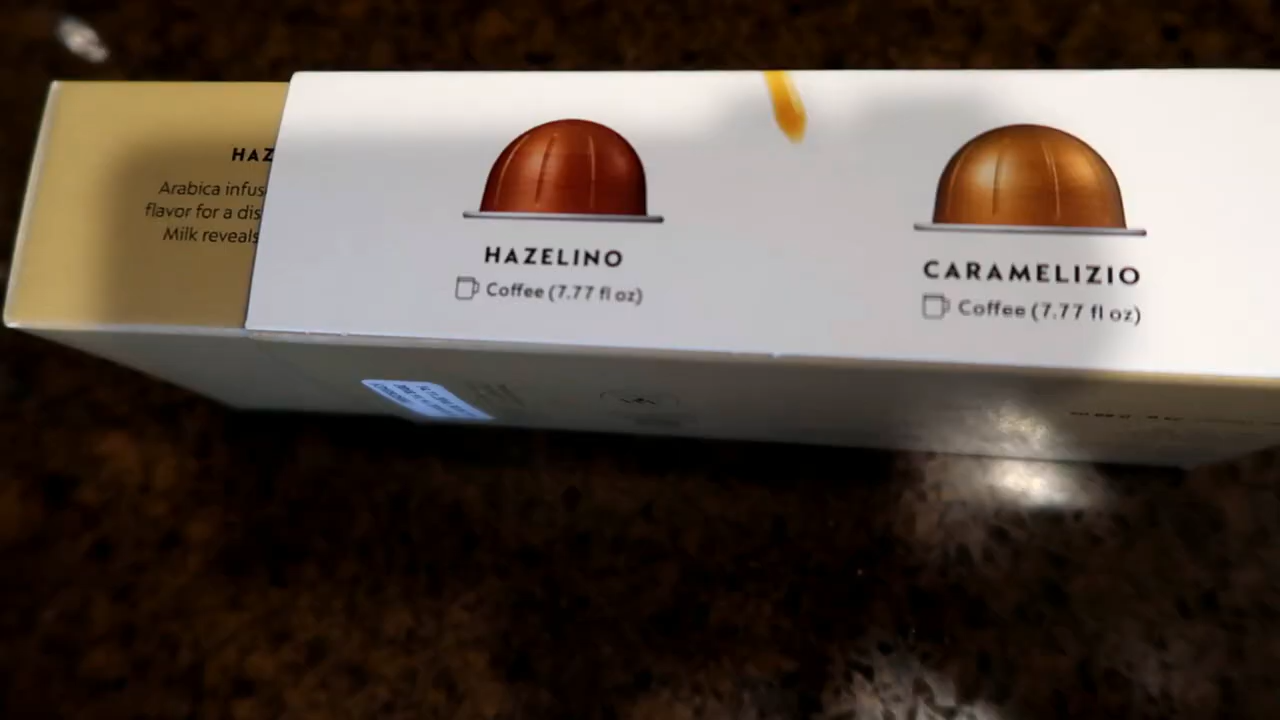 HAZ
Arabica infus
flavor for a dis
Milk reveals
HAZELINO
Coffee (7.77 fl oz)
CARAMELIZIO
Coffee (7.77 fl oz)